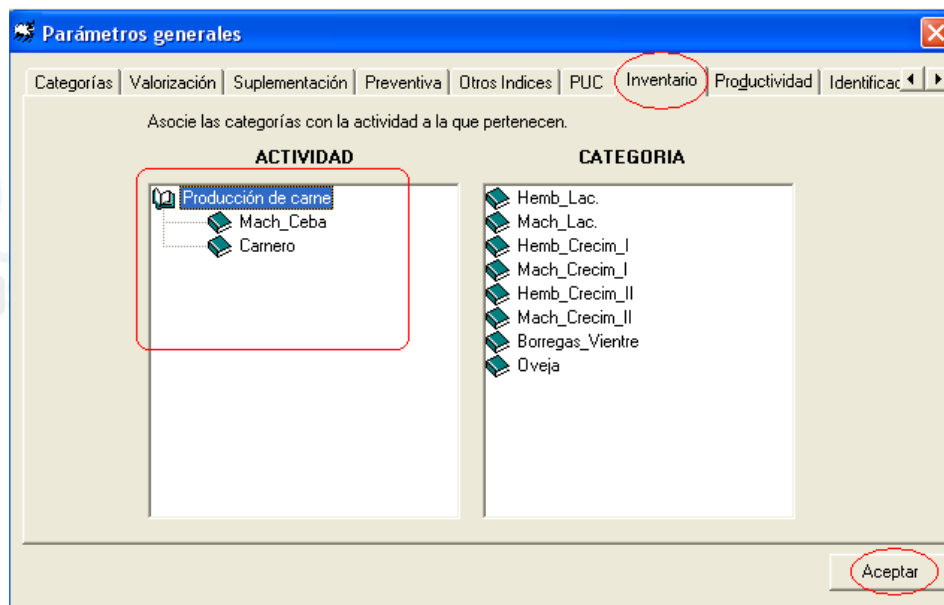 Parámetros generales
Categorías Valorización Suplementación Preventiva Otros Indices PUC Inventario Productividad Identificac
Asocie las categorías con la actividad a la que pertenecen.
ACTIVIDAD CATEGORIA
Producción de carne Hemb_Lac.
Mach_Ceba Mach_Lac.
Carnero Hemb_Crecim_I
Mach_Crecim_I
Hemb_Crecim_II
Mach_Crecim_II
Borregas_Vientre
Oveja
Aceptar